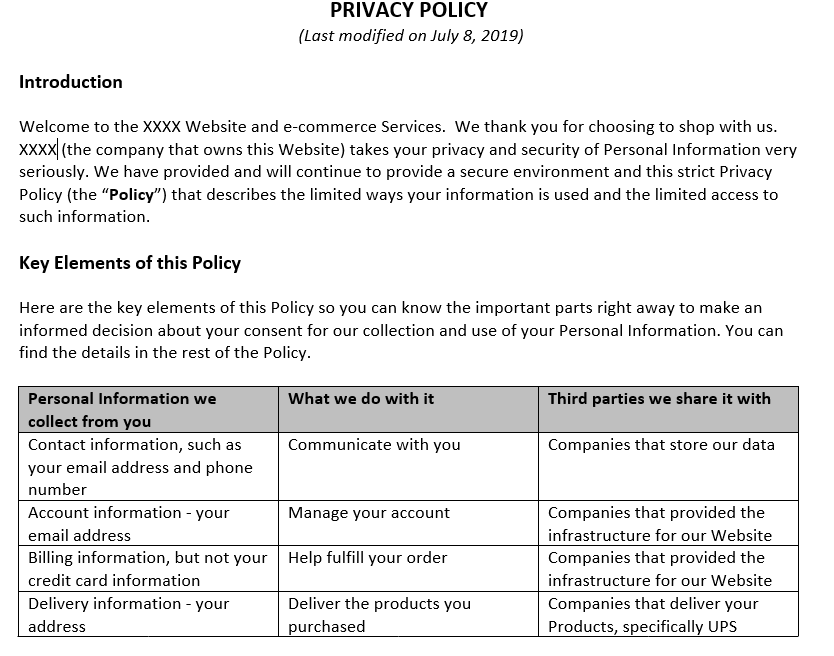 PRIVACY POLICY
(Last modified on July 8, 2019)
Introduction
Welcome to the XXXX Website and e-commerce Services.  We thank you for choosing to shop with us.
XXXX (the company that owns this Website) takes your privacy and security of Personal Information very
seriously. We have provided and will continue to provide a secure environment and this strict Privacy
Policy (the “Policy”) that describes the limited ways your information is used and the limited access to
such information.
Key Elements of this Policy
Here are the key elements of this Policy so you can know the important parts right away to make an
informed decision about your consent for our collection and use of your Personal Information. You can
find the details in the rest of the Policy.
Personal Information we
collect from you
What we do with it
Third parties we share it with
Contact information, such as
your email address and phone
number
Communicate with you
Companies that store our data
Account information - your
email address
Manage your account
Companies that provided the
infrastructure for our Website
Billing information, but not your
credit card information
Help fulfill your order
Companies that provided the
infrastructure for our Website
Delivery information - your
address
Deliver the products you
purchased
Companies that deliver your
Products, specifically UPS